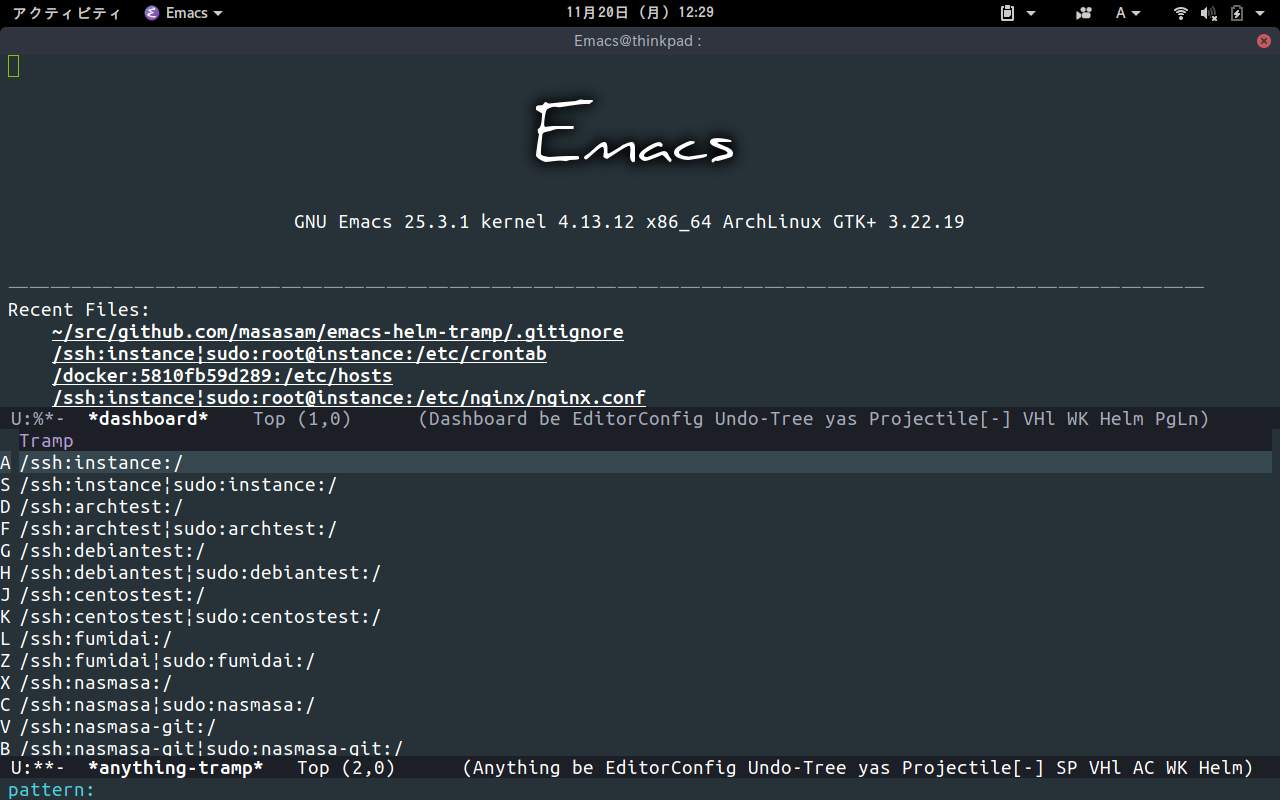 アクティビティ Emacs 11月20日 (月) 12:29 A
Emacs@thinkpad :
Emacs
GNU Emacs 25.3.1 kernel 4.13.12 x86_64 ArchLinux GTK+ 3.22.19
Recent Files:
~/src/github.com/masasam/emacs-helm-tramp/.gitignore
/ssh:instance¦sudo:root@instance:/etc/crontab
/docker:5810fb59d289:/etc/hosts
/ssh:instance¦sudo:root@instance:/etc/nginx/nginx.conf
U:%*- *dashboard* Top (1,0) (Dashboard be EditorConfig Undo-Tree yas Projectile[-] VHl WK Helm PgLn)
Tramp
A /ssh:instance:/
S /ssh:instance¦sudo:instance:/
D /ssh:archtest:/
F /ssh:archtest¦sudo:archtest:/
G /ssh:debiantest:/
H /ssh:debiantest¦sudo:debiantest:/
J /ssh:centostest:/
K /ssh:centostest¦sudo:centostest:/
L /ssh:fumidai:/
Z /ssh:fumidai¦sudo:fumidai:/
X /ssh:nasmasa:/
C /ssh:nasmasa¦sudo:nasmasa:/
V /ssh:nasmasa-git:/
B /ssh:nasmasa-git¦sudo:nasmasa-git:/
U:**- *anything-tramp* Top (2,0) (Anything be EditorConfig Undo-Tree yas Projectile[-] SP VHl AC WK Helm)
pattern: